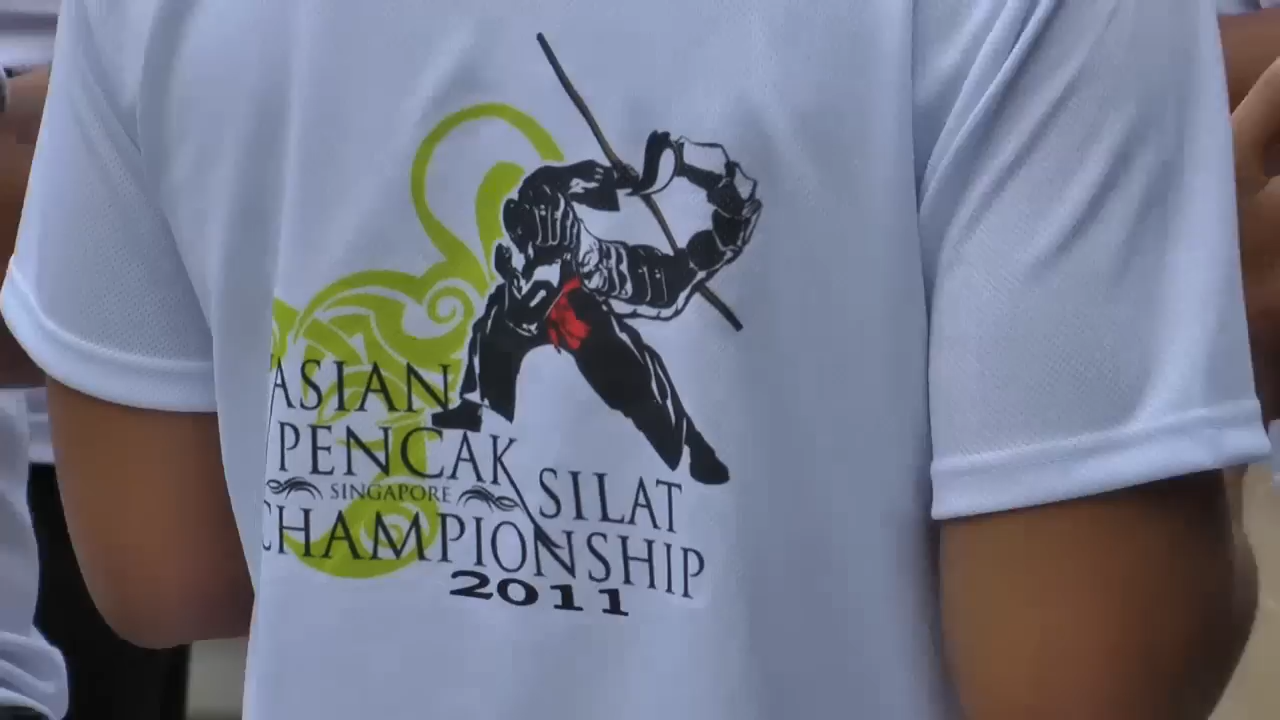 ASIAN
PENCAK SILAT
SINGAPORE
CHAMPIONSHIP
2011